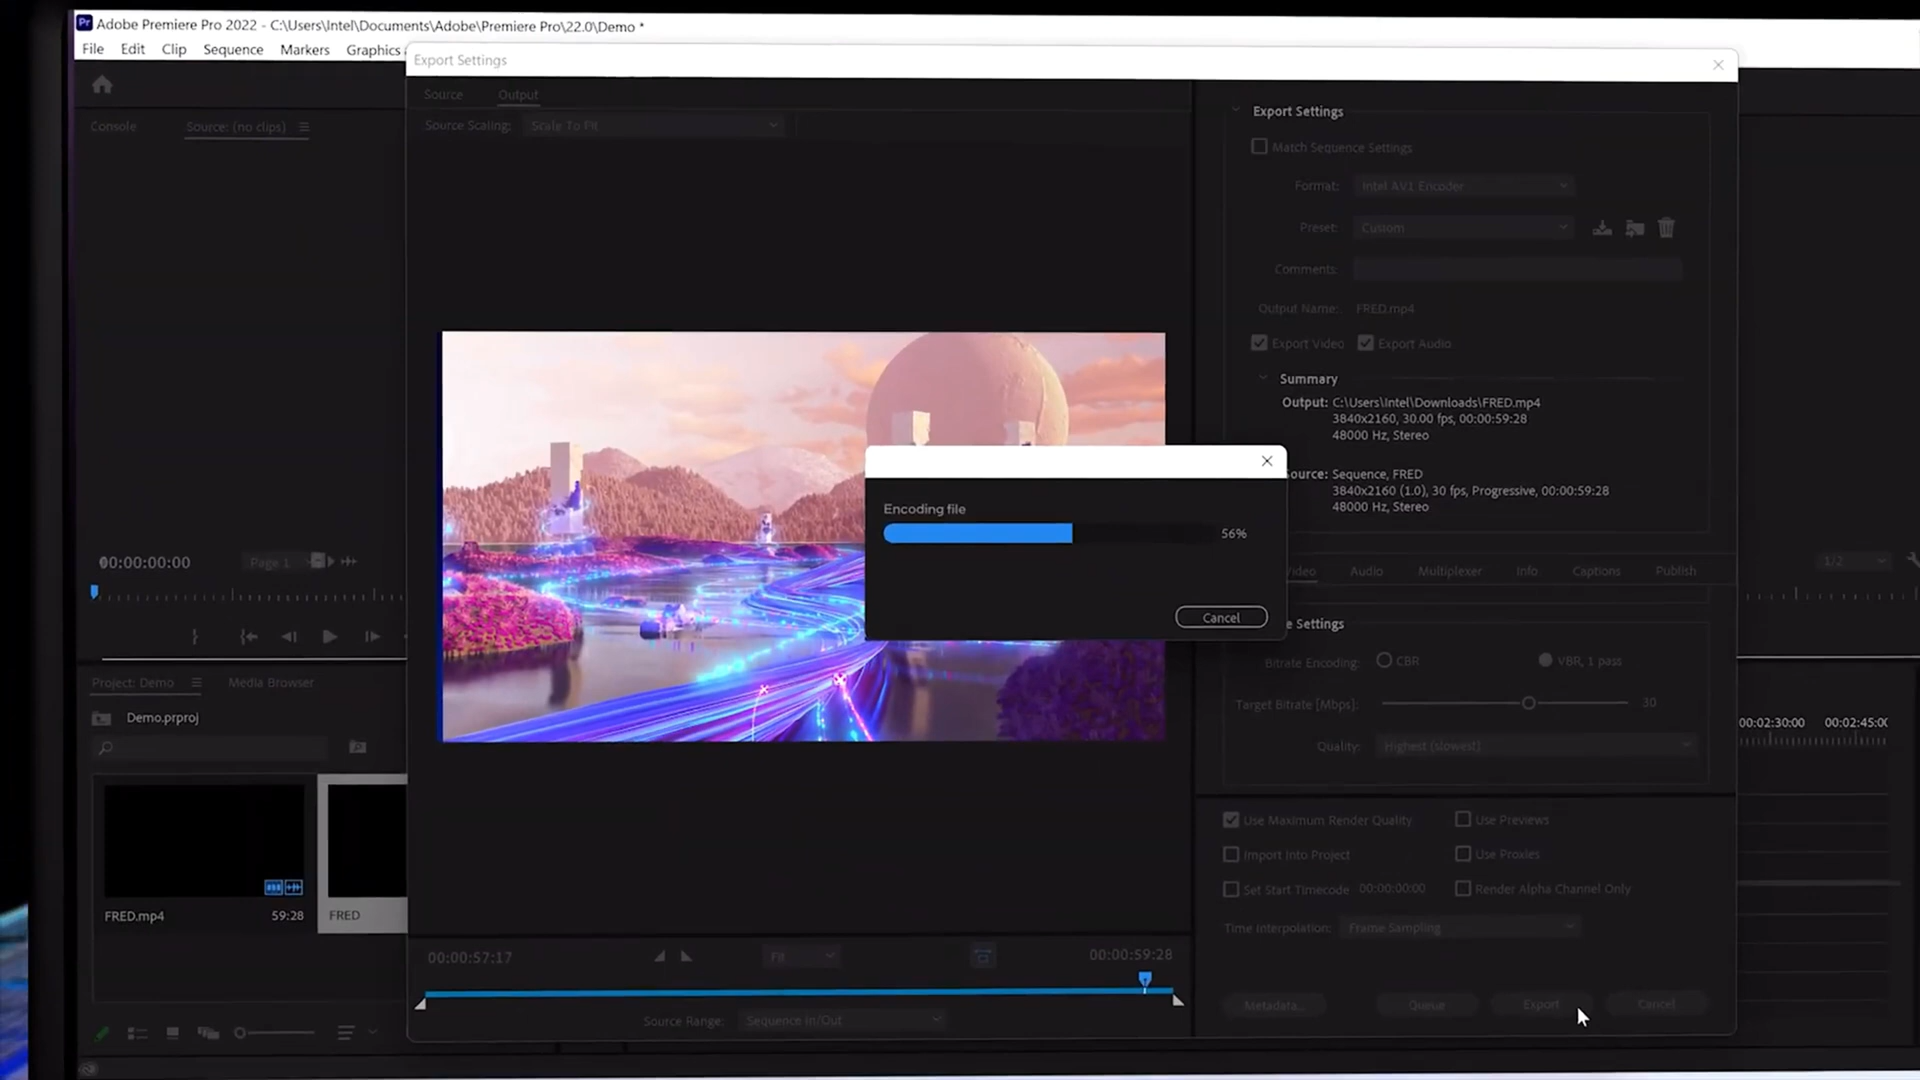 Pr Adobe Premiere Pro 2022 - C:\Users\Intel\Documents\Adobe\Premiere Pro\22.0\Demo *
File Edit Clip Sequence Markers Graphics
Export Settings
Source Output
Source Scaling: Scale To Fit
Console Source: (no clips)
Export Settings
Match Sequence Settings
Format: Intel AV1 Encoder
Preset: Custom
Comments:
Output Name: FRED.mp4
Export Video Export Audio
Summary
Output: C:\Users\Intel\Downloads\FRED.mp4
3840x2160, 30.00 fps, 00:00:59:28
48000 Hz, Stereo
Source: Sequence, FRED
3840x2160 (1.0), 30 fps, Progressive, 00:00:59:28
48000 Hz, Stereo
Encoding file
56%
Cancel
00:00:00:00 Page 1
1/2
Video Audio Multiplexer Info Captions Publish
e Settings
Bitrate Encoding: CBR VBR, 1 pass
Target Bitrate [Mbps]: 30
Quality: Highest (slowest)
00:02:30:00 00:02:45:00
Project: Demo Media Browser
Demo.prproj
FRED.mp4 59:28 FRED
Use Maximum Render Quality Use Previews
Import Into Project Use Proxies
Set Start Timecode 00:00:00:00 Render Alpha Channel Only
Time Interpolation: Frame Sampling
00:00:57:17 Fit 00:00:59:28
Source Range: Sequence In/Out
Metadata... Queue Export Cancel